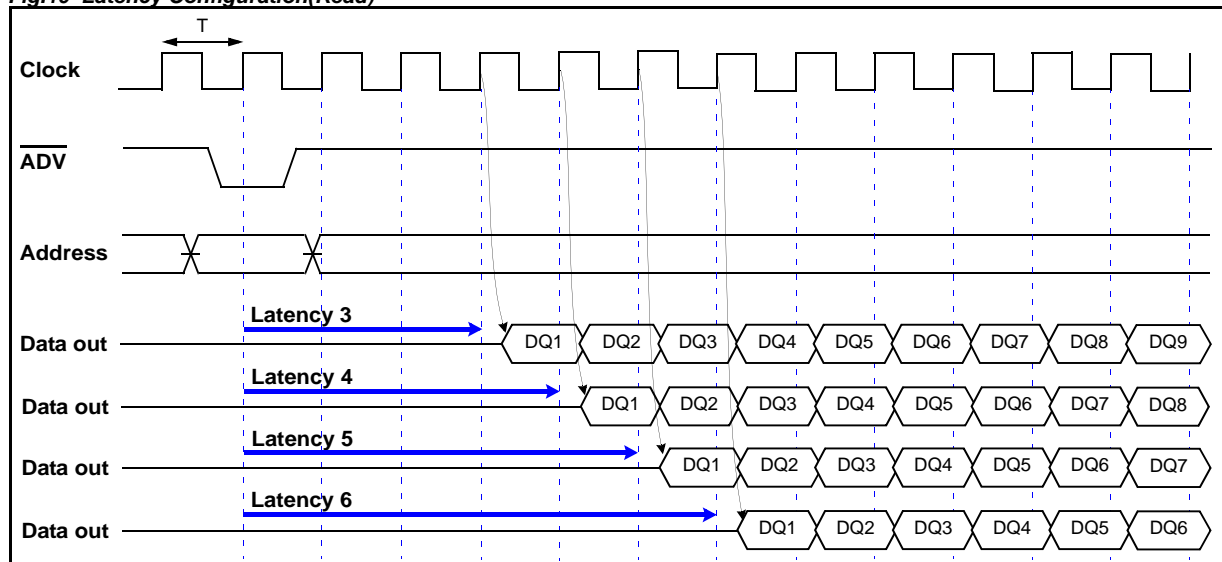 Fig.19 Latency Configuration(Read)
T
Clock
ADV
Address
Latency 3
Data out DQ1 DQ2 DQ3 DQ4 DQ5 DQ6 DQ7 DQ8 DQ9
Latency 4
Data out DQ1 DQ2 DQ3 DQ4 DQ5 DQ6 DQ7 DQ8
Latency 5
Data out DQ1 DQ2 DQ3 DQ4 DQ5 DQ6 DQ7
Latency 6
Data out DQ1 DQ2 DQ3 DQ4 DQ5 DQ6